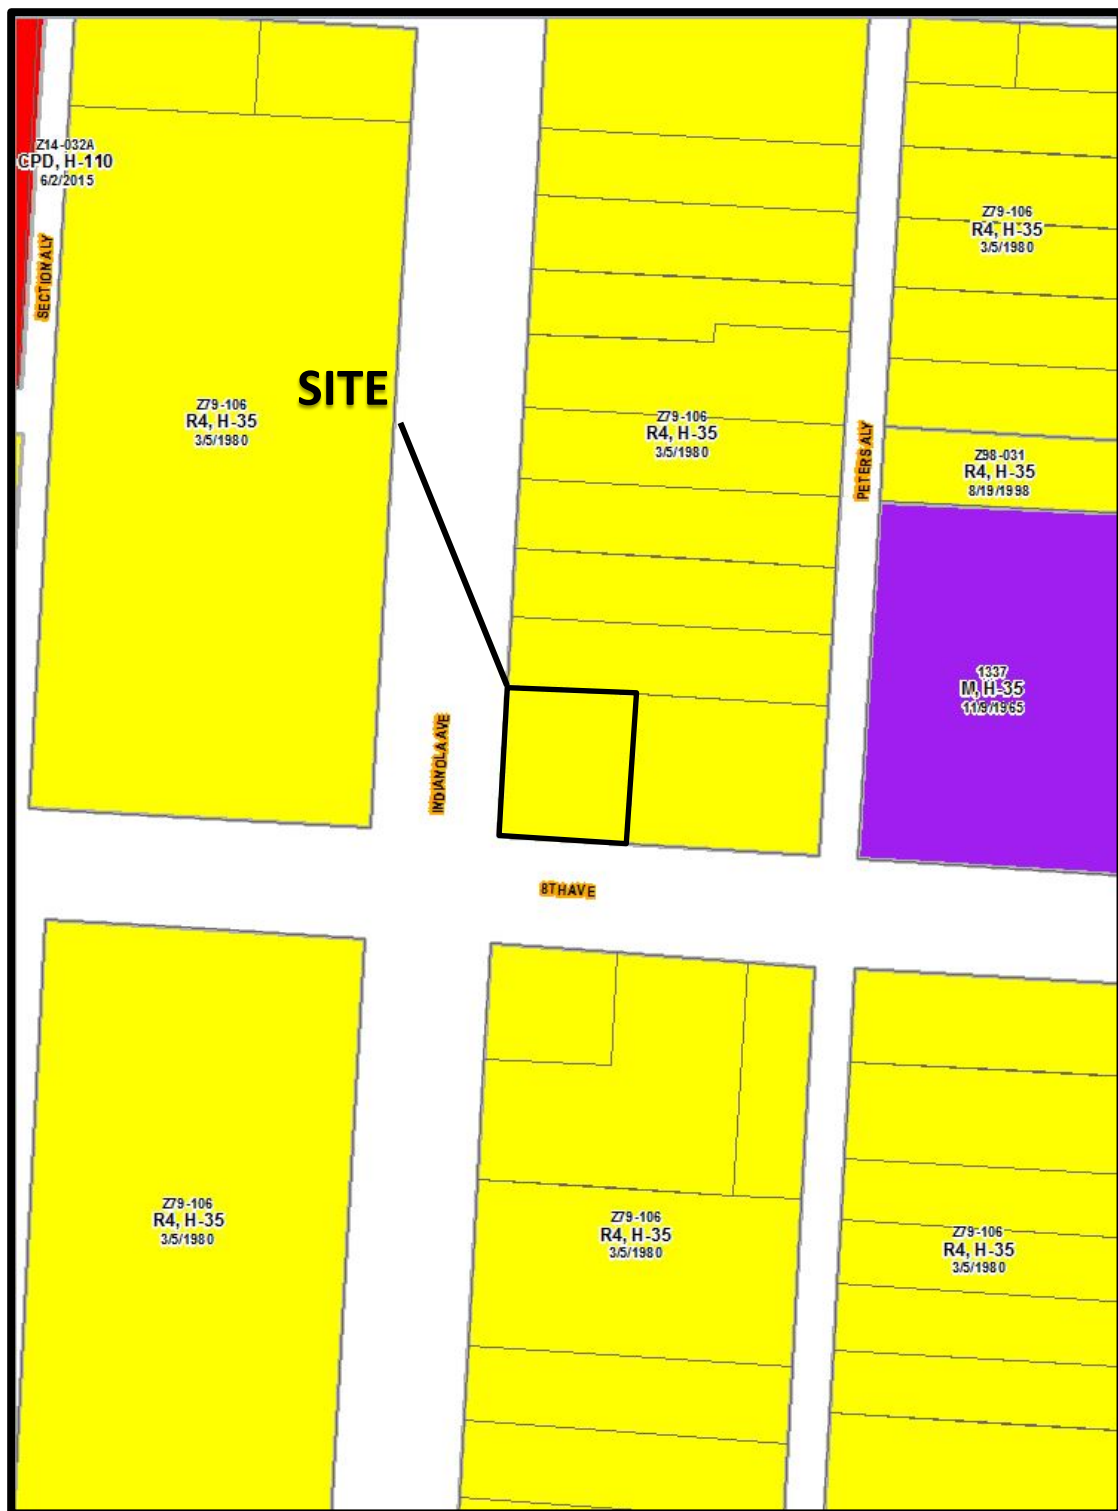 Z14-032A
CPD, H-110
6/2/2015
Z79-106
R4, H-35
3/5/1980
SECTION ALY
SITE
Z79-106
R4, H-35
3/5/1980
Z79-106
R4, H-35
3/5/1980
PETERS ALY
Z98-031
R4, H-35
8/19/1998
1337
M, H-35
11/9/1965
INDIANOLA AVE
8TH AVE
Z79-106
R4, H-35
3/5/1980
Z79-106
R4, H-35
3/5/1980
Z79-106
R4, H-35
3/5/1980